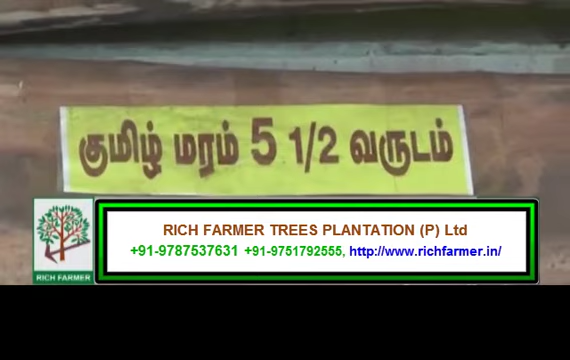 குமிழ் மரம் 5 1/2 வருடம்
RICH FARMER TREES PLANTATION (P) Ltd
+91-9787537631 +91-9751792555, http://www.richfarmer.in/
RICH FARMER